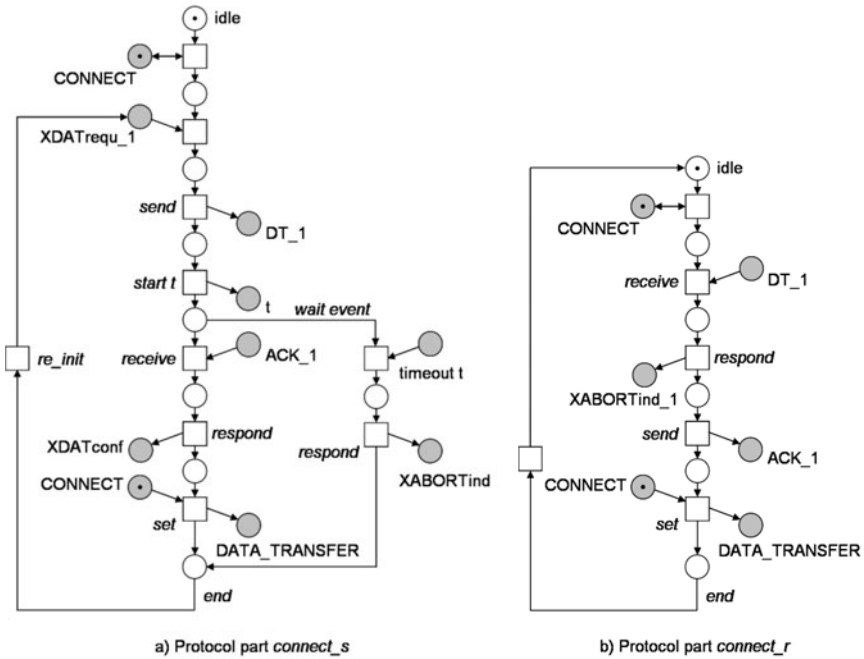 idle
CONNECT
XDATrequ_1
send
DT_1
start t
t
wait event
re_init
receive
ACK_1
timeout t
XDATconf
respond
respond
XABORTind
CONNECT
set
DATA_TRANSFER
end
a) Protocol part connect_s
idle
CONNECT
receive
DT_1
respond
XABORTind_1
send
ACK_1
CONNECT
set
DATA_TRANSFER
end
b) Protocol part connect_r